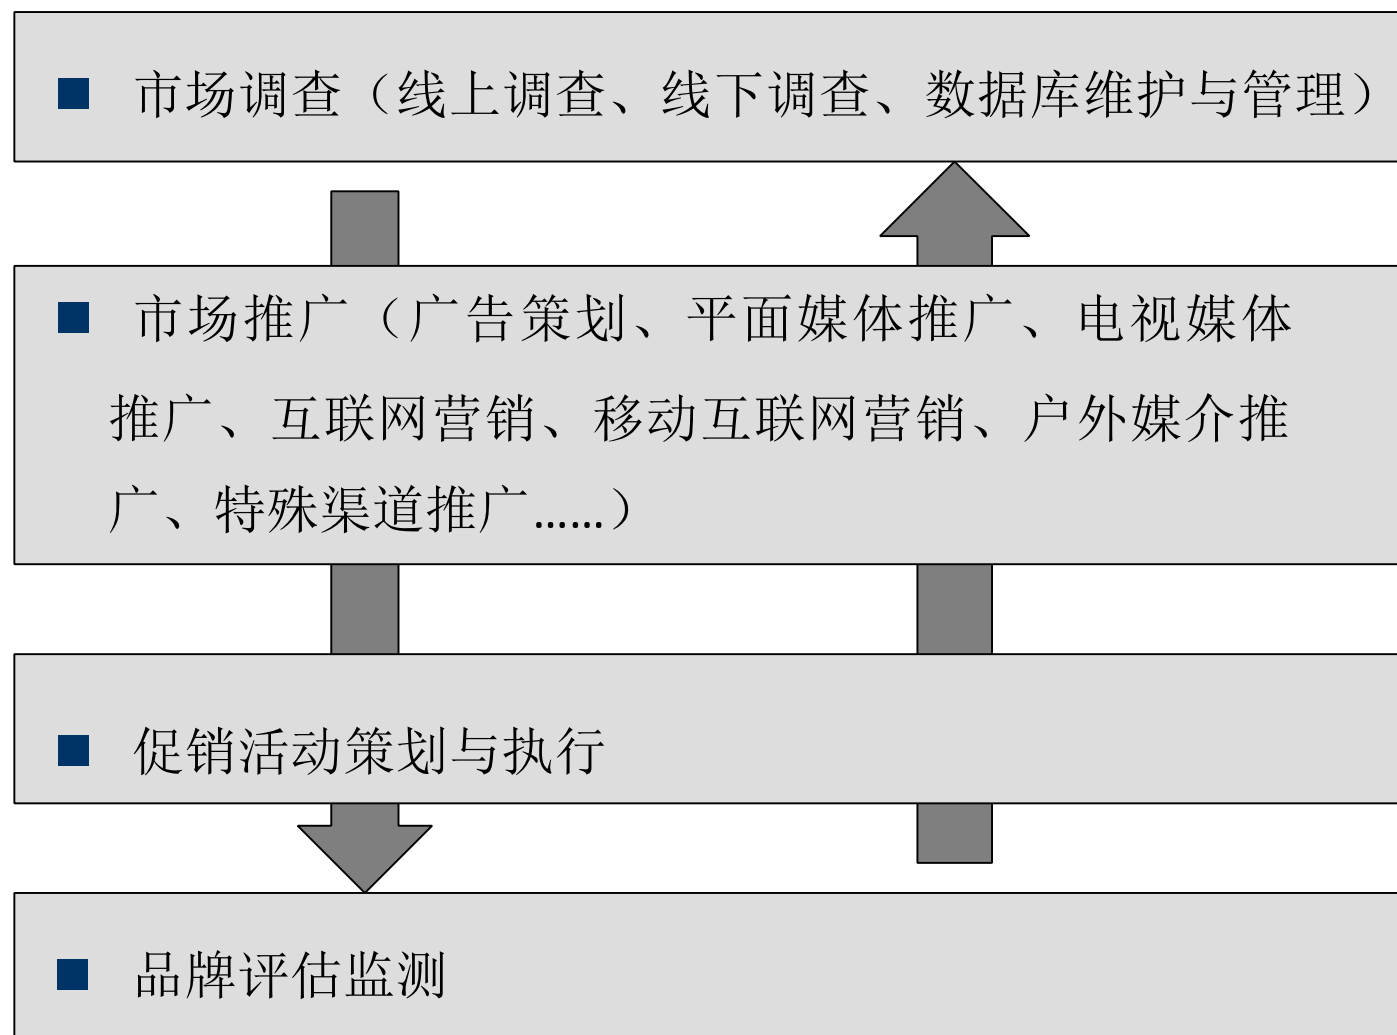 市场调查（线上调查、线下调查、数据库维护与管理）
市场推广（广告策划、平面媒体推广、电视媒体
推广、互联网营销、移动互联网营销、户外媒介推
广、特殊渠道推广……）
促销活动策划与执行
品牌评估监测